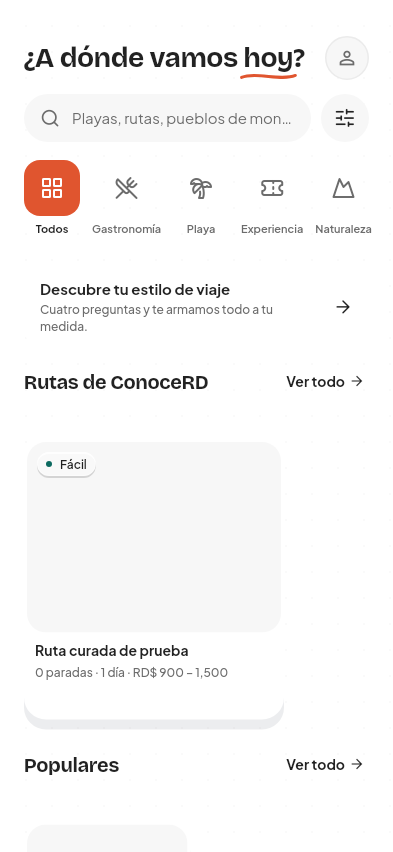 ¿A dónde vamos hoy?
Playas, rutas, pueblos de mon...
Todos
Gastronomía
Playa
Experiencia
Naturaleza
Descubre tu estilo de viaje
Cuatro preguntas y te armamos todo a tu
medida.
Rutas de ConoceRD
Ver todo
Fácil
Ruta curada de prueba
0 paradas · 1 día · RD$ 900 – 1,500
Populares
Ver todo